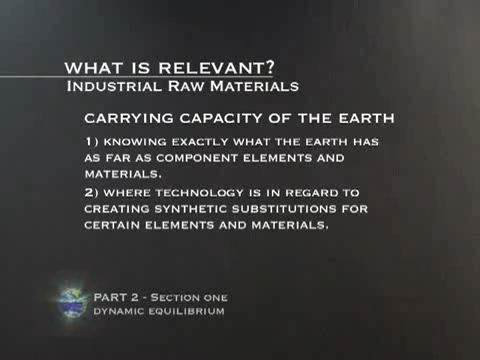 WHAT IS RELEVANT?
INDUSTRIAL RAW MATERIALS
CARRYING CAPACITY OF THE EARTH
1) KNOWING EXACTLY WHAT THE EARTH HAS
AS FAR AS COMPONENT ELEMENTS AND
MATERIALS.
2) WHERE TECHNOLOGY IS IN REGARD TO
CREATING SYNTHETIC SUBSTITUTIONS FOR
CERTAIN ELEMENTS AND MATERIALS.
PART 2 - SECTION ONE
DYNAMIC EQUILIBRIUM